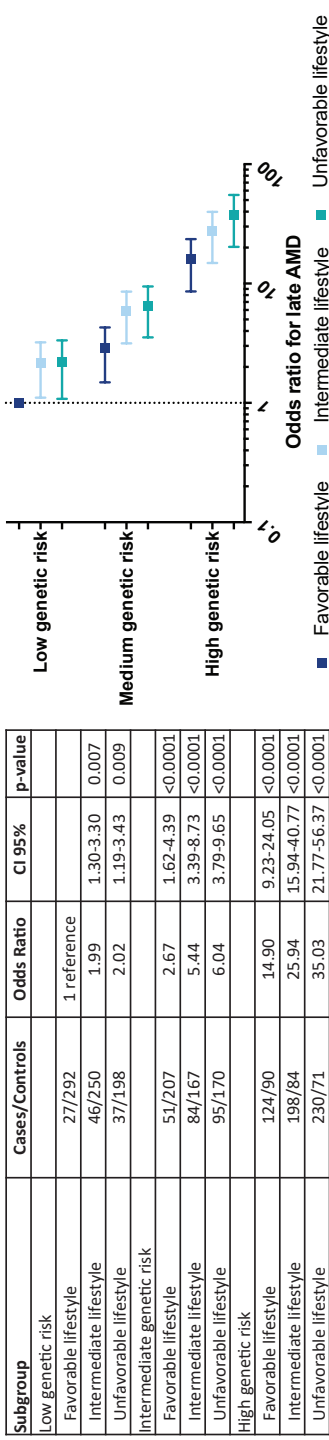 Subgroup Cases/Controls Odds Ratio CI 95% p-value
Low genetic risk
Favorable lifestyle 27/292 1 reference
Intermediate lifestyle 46/250 1.99 1.30-3.30 0.007
Unfavorable lifestyle 37/198 2.02 1.19-3.43 0.009
Intermediate genetic risk
Favorable lifestyle 51/207 2.67 1.62-4.39 <0.0001
Intermediate lifestyle 84/167 5.44 3.39-8.73 <0.0001
Unfavorable lifestyle 95/170 6.04 3.79-9.65 <0.0001
High genetic risk
Favorable lifestyle 124/90 14.90 9.23-24.05 <0.0001
Intermediate lifestyle 198/84 25.94 15.94-40.77 <0.0001
Unfavorable lifestyle 230/71 35.03 21.77-56.37 <0.0001
Low genetic risk
Medium genetic risk
High genetic risk
0.1 1 10 100
Odds ratio for late AMD
Favorable lifestyle Intermediate lifestyle Unfavorable lifestyle